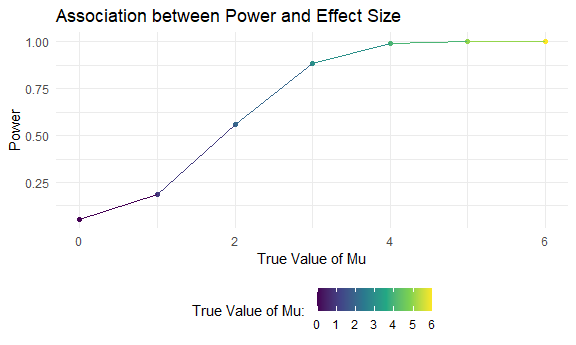 Association between Power and Effect Size
1.00
0.75
0.50
0.25
Power
0 2 4 6
True Value of Mu
True Value of Mu:
0 1 2 3 4 5 6